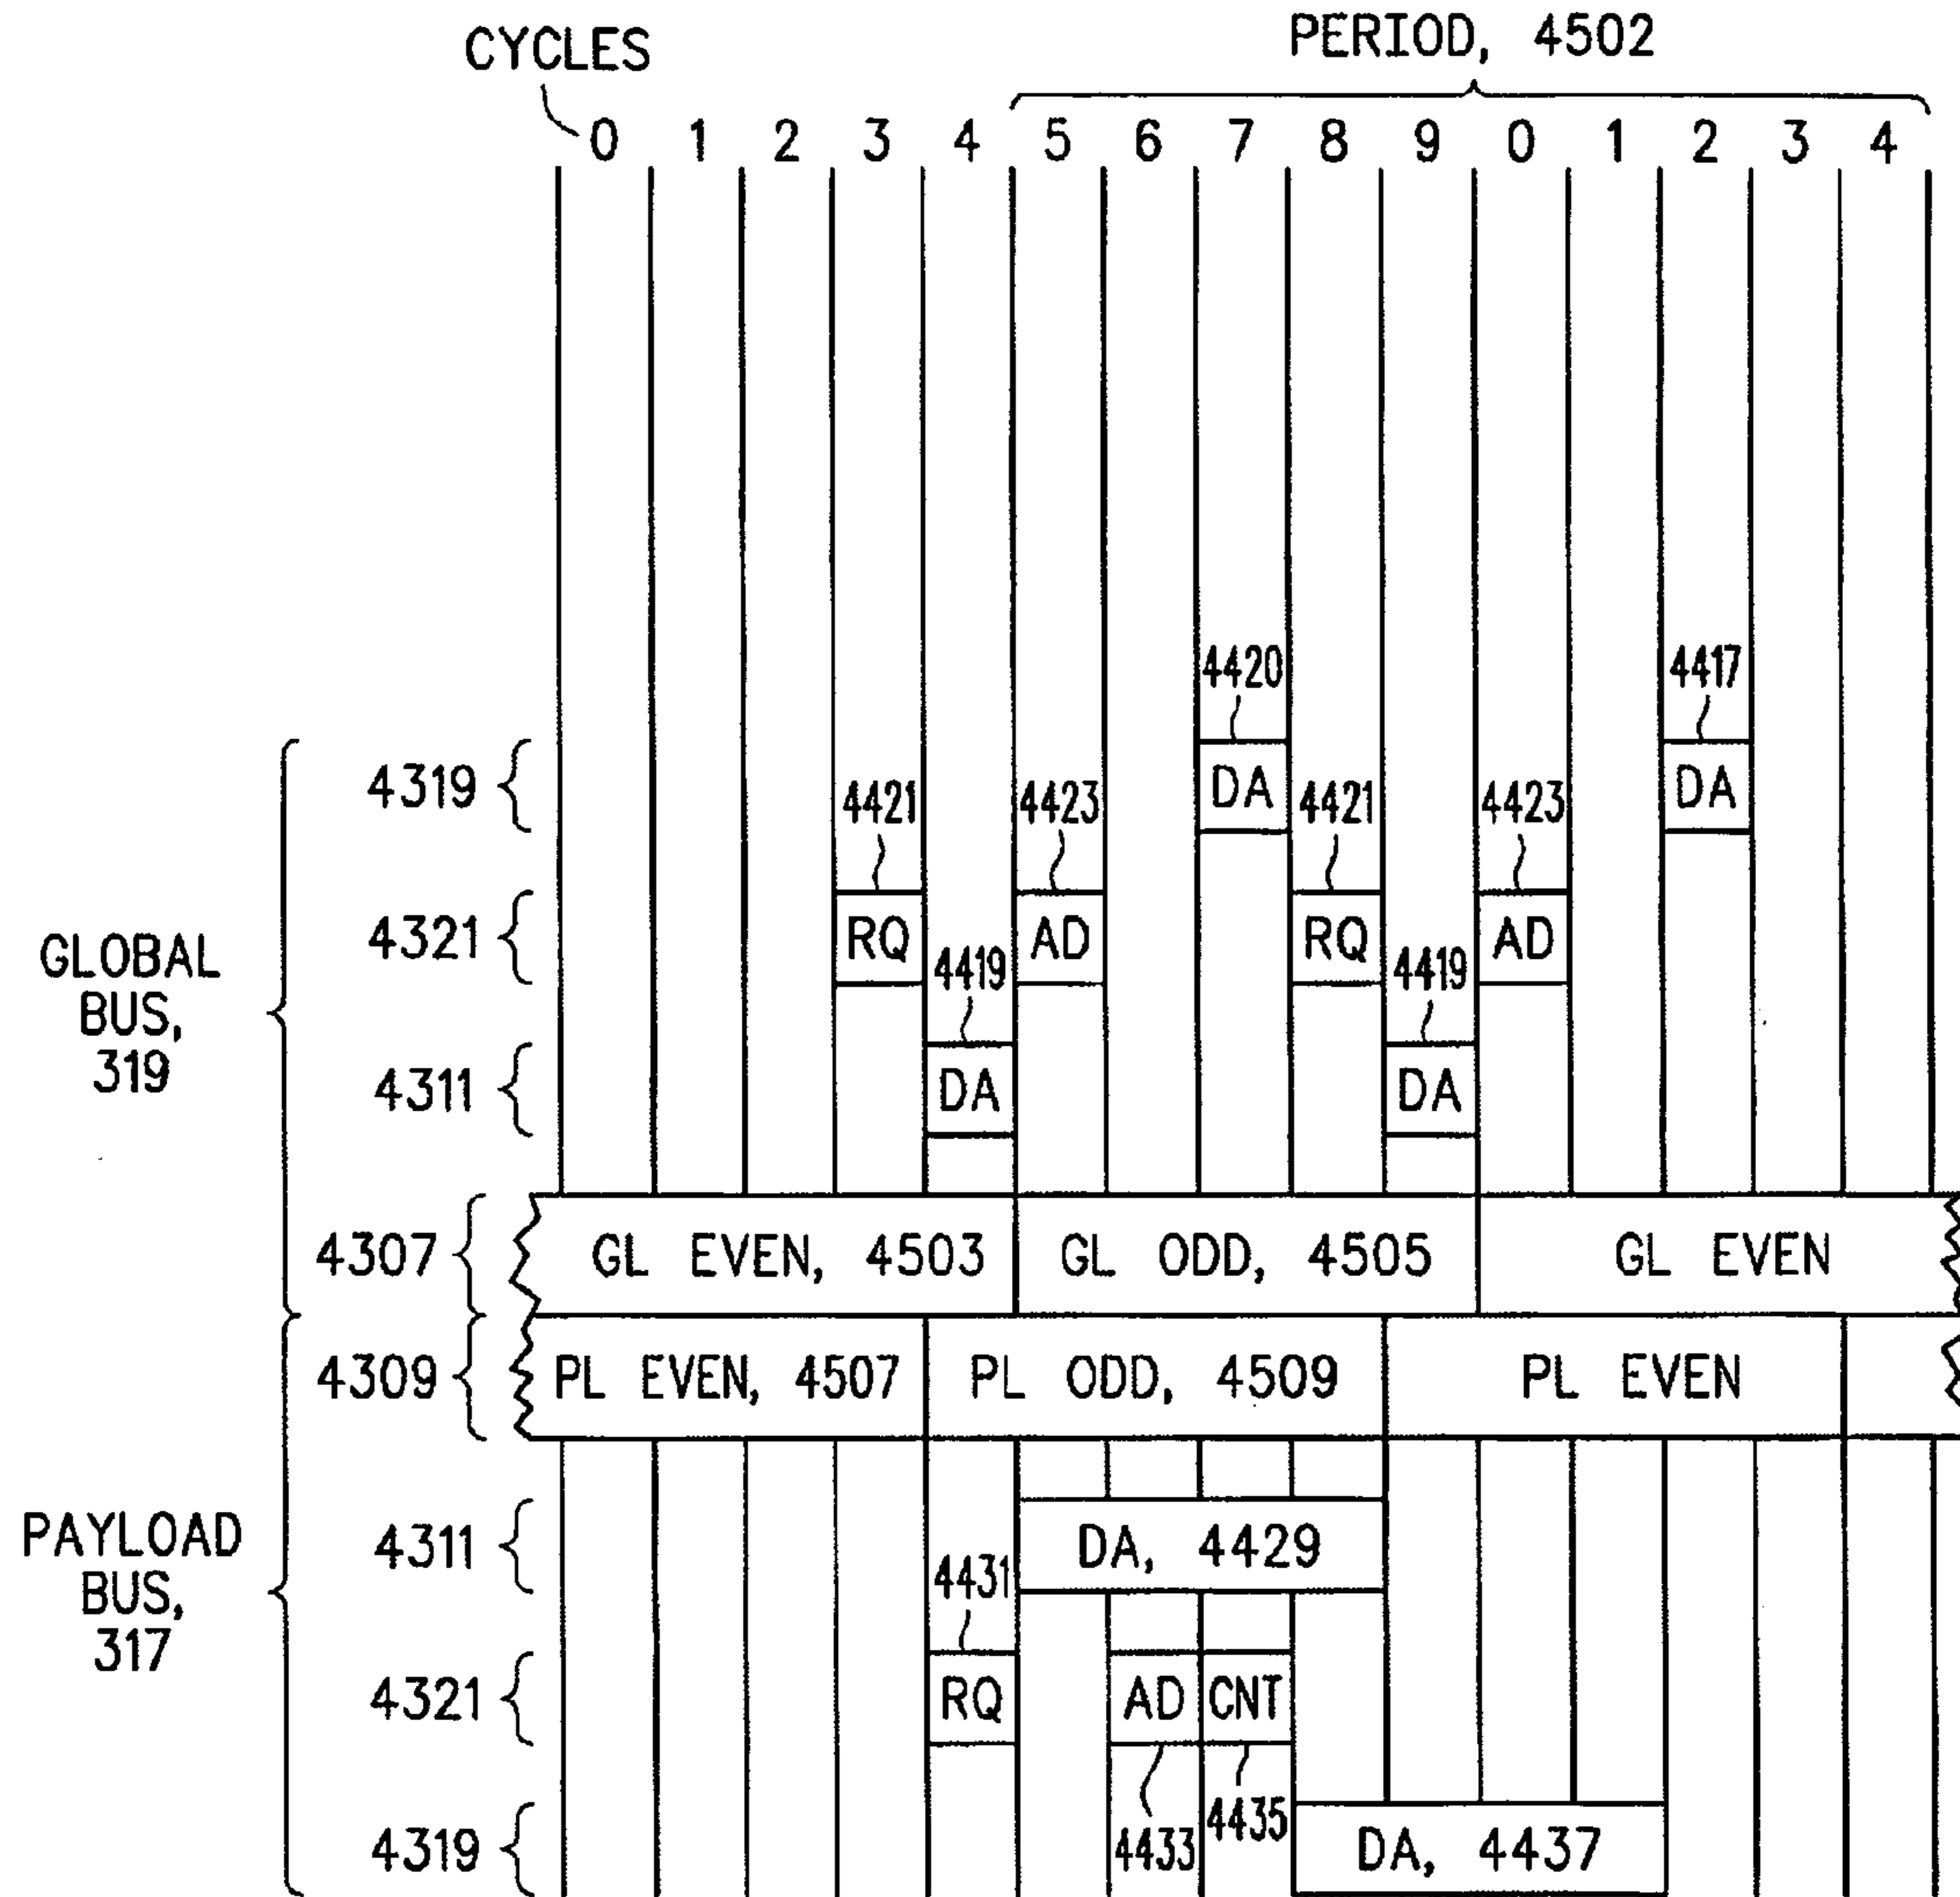 CYCLES
PERIOD, 4502
0 1 2 3 4 5 6 7 8 9 0 1 2 3 4
4420 4417
4319 DA DA
4421 4423 4421 4423
4321 RQ AD RQ AD
GLOBAL
BUS,
319
4419 4419
4311 DA DA
4307 GL EVEN, 4503 GL ODD, 4505 GL EVEN
4309 PL EVEN, 4507 PL ODD, 4509 PL EVEN
PAYLOAD
BUS,
317
4311 DA, 4429
4431
4321 RQ AD CNT
4433 4435
4319 DA, 4437